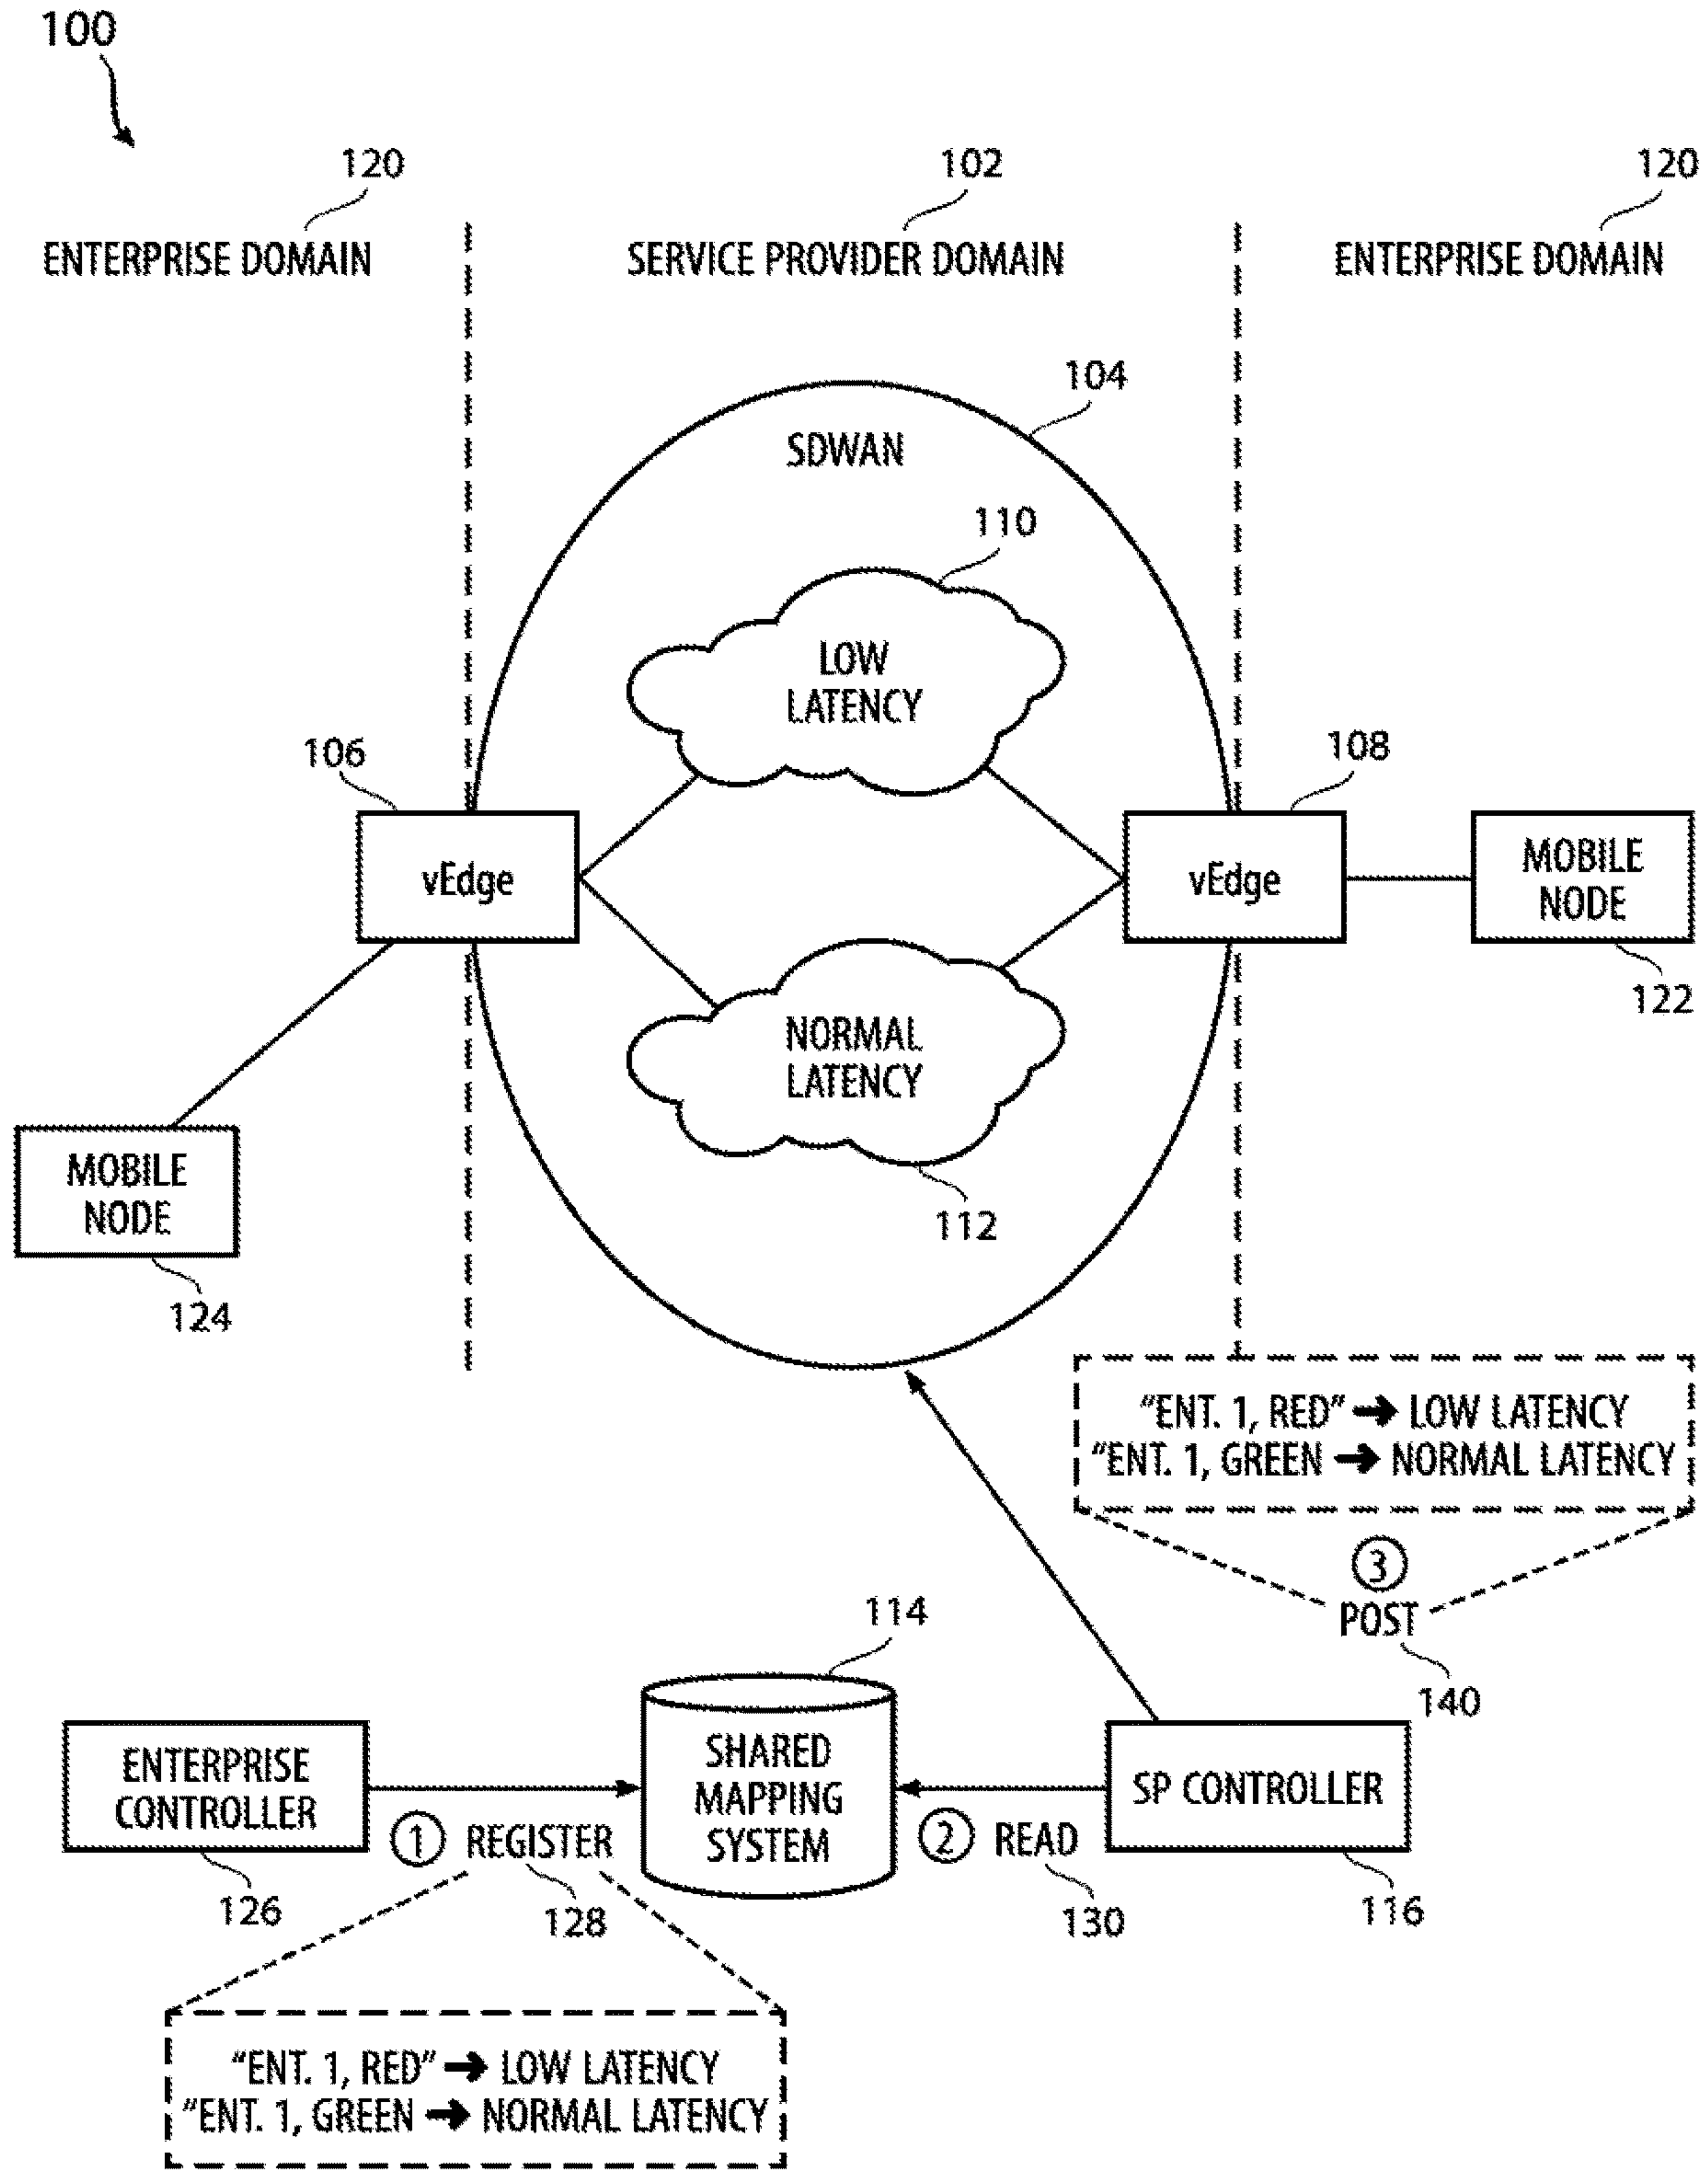 100
120
102
120
ENTERPRISE DOMAIN
SERVICE PROVIDER DOMAIN
ENTERPRISE DOMAIN
104
SDWAN
110
LOW
LATENCY
106
108
vEdge
vEdge
MOBILE
NODE
122
NORMAL
LATENCY
MOBILE
NODE
112
124
"ENT. 1, RED" → LOW LATENCY
"ENT. 1, GREEN → NORMAL LATENCY
3
POST
140
114
ENTERPRISE
CONTROLLER
SHARED
MAPPING
SYSTEM
SP CONTROLLER
1 REGISTER
2 READ
126
128
130
116
"ENT. 1, RED" → LOW LATENCY
"ENT. 1, GREEN → NORMAL LATENCY